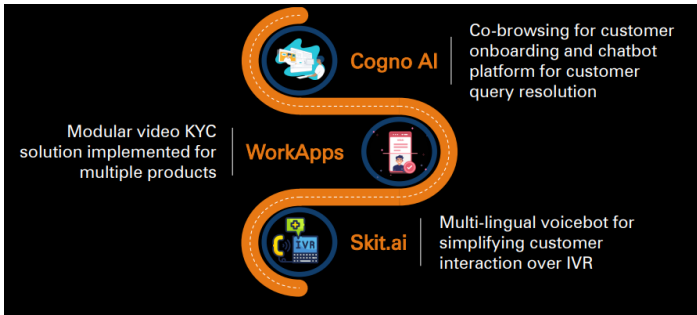 Cogno AI
Co-browsing for customer
onboarding and chatbot
platform for customer
query resolution
Modular video KYC
solution implemented for
multiple products
WorkApps
IVR
Skit.ai
Multi-lingual voicebot for
simplifying customer
interaction over IVR